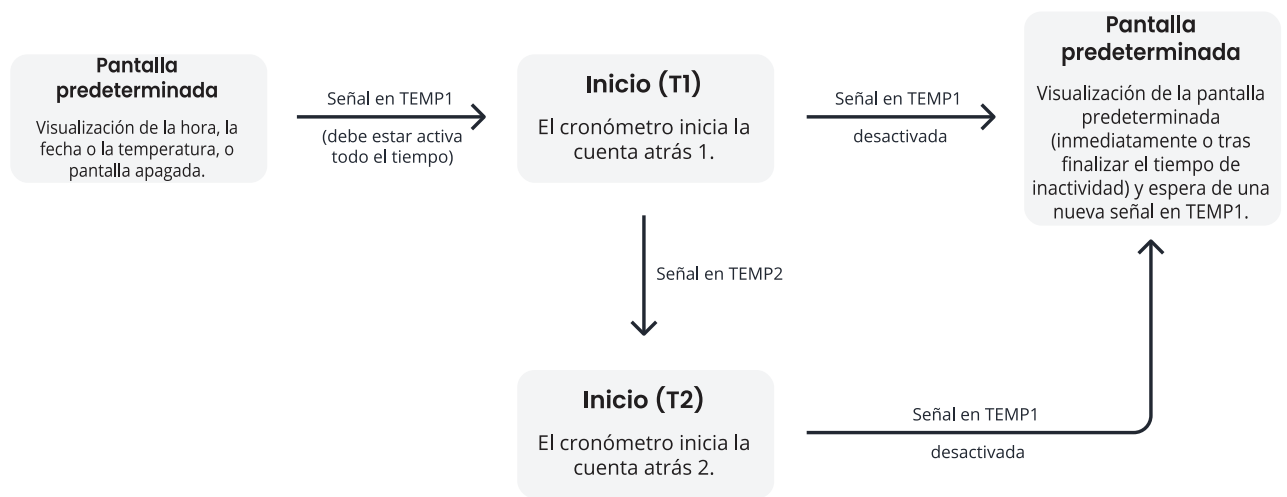 Pantalla
predeterminada
Visualización de la hora, la
fecha o la temperatura, o
pantalla apagada.
Señal en TEMP1
(debe estar activa
todo el tiempo)
Inicio (T1)
El cronómetro inicia la
cuenta atrás 1.
Señal en TEMP1
desactivada
Pantalla
predeterminada
Visualización de la pantalla
predeterminada
(inmediatamente o tras
finalizar el tiempo de
inactividad) y espera de una
nueva señal en TEMP1.
Señal en TEMP2
Inicio (T2)
El cronómetro inicia la
cuenta atrás 2.
Señal en TEMP1
desactivada